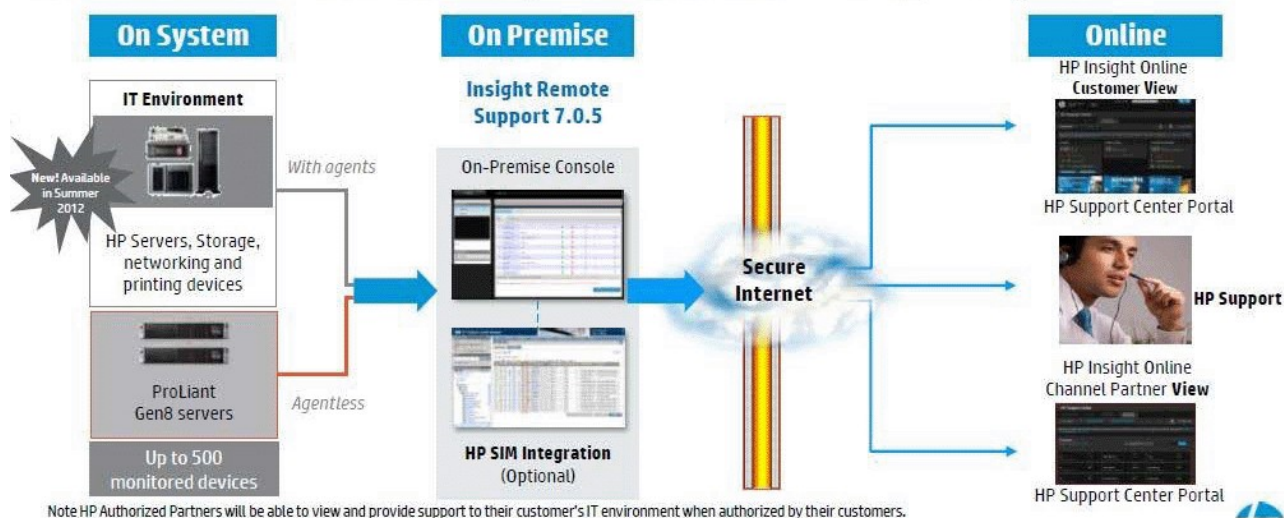 On System
IT Environment
New! Available
in Summer
2012
HP Servers, Storage,
networking and
printing devices
ProLiant
Gen8 servers
Up to 500
monitored devices
With agents
Agentless
On Premise
Insight Remote
Support 7.0.5
On-Premise Console
HP SIM Integration
(Optional)
Secure
Internet
Online
HP Insight Online
Customer View
HP Support Center Portal
HP Support
HP Insight Online
Channel Partner View
HP Support Center Portal
Note HP Authorized Partners will be able to view and provide support to their customer's IT environment when authorized by their customers.